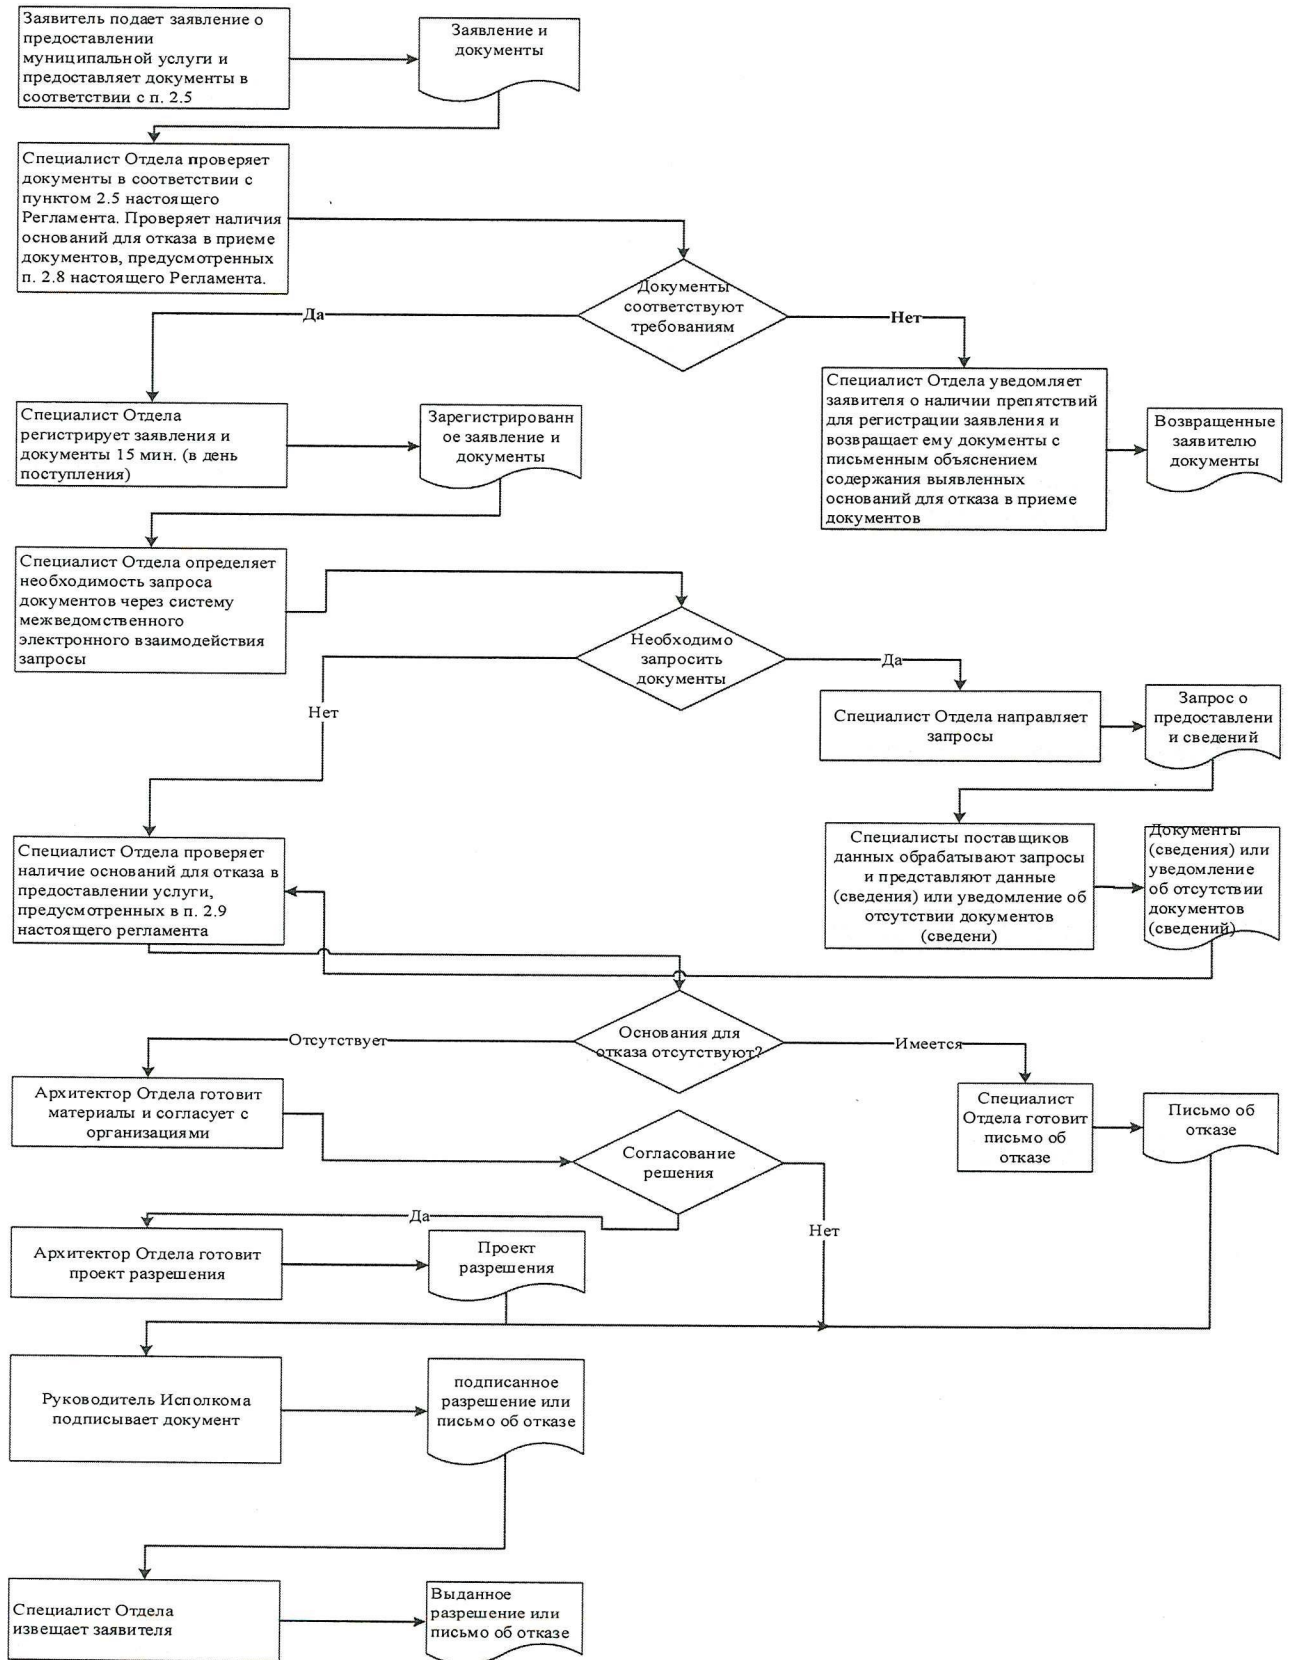 Заявитель подает заявление о
предоставлении
муниципальной услуги и
предоставляет документы в
соответствии с п. 2.5
Заявление и
документы
Специалист Отдела проверяет
документы в соответствии с
пунктом 2.5 настоящего
Регламента. Проверяет наличия
оснований для отказа в приеме
документов, предусмотренных
п. 2.8 настоящего Регламента.
Документы
соответствуют
требованиям
Да
Нет
Специалист Отдела
регистрирует заявления и
документы 15 мин. (в день
поступления)
Зарегистрированн
ое заявление и
документы
Специалист Отдела уведомляет
заявителя о наличии препятствий
для регистрации заявления и
возвращает ему документы с
письменным объяснением
содержания выявленных
оснований для отказа в приеме
документов
Возвращенные
заявителю
документы
Специалист Отдела определяет
необходимость запроса
документов через систему
межведомственного
электронного взаимодействия
запросы
Необходимо
запросить
документы
Да
Нет
Специалист Отдела направляет
запросы
Запрос о
предоставлени
и сведений
Специалист Отдела проверяет
наличие оснований для отказа в
предоставлении услуги,
предусмотренных в п. 2.9
настоящего регламента
Специалисты поставщиков
данных обрабатывают запросы
и представляют данные
(сведения) или уведомление об
отсутствии документов
(сведени)
Документы
(сведения) или
уведомление
об отсутствии
документов
(сведений)
Основания для
отказа отсутствуют?
Отсутствует
Имеется
Архитектор Отдела готовит
материалы и согласует с
организациями
Специалист
Отдела готовит
письмо об
отказе
Письмо об
отказе
Согласование
решения
Да
Нет
Архитектор Отдела готовит
проект разрешения
Проект
разрешения
Руководитель Исполкома
подписывает документ
подписанное
разрешение или
письмо об отказе
Специалист Отдела
извещает заявителя
Выданное
разрешение или
письмо об отказе